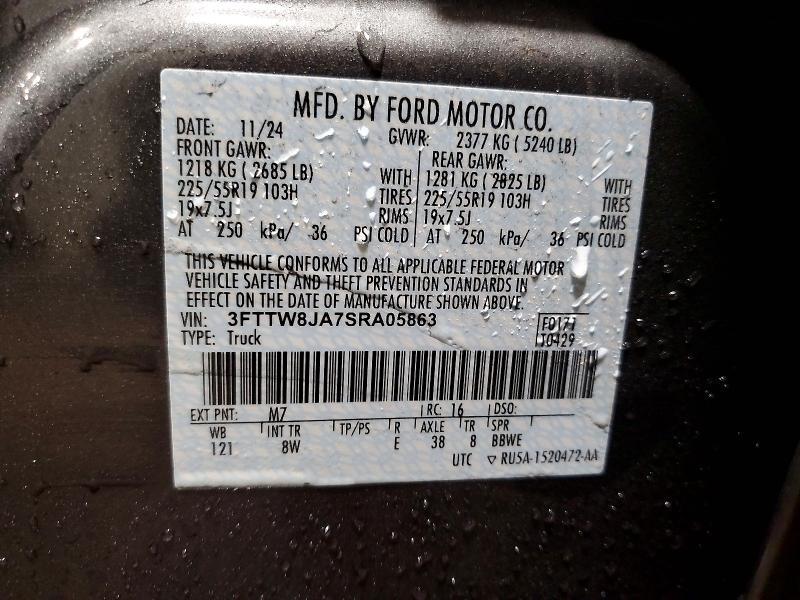 MFD. BY FORD MOTOR CO.
DATE: 11/24 GVWR: 2377 KG ( 5240 LB)
FRONT GAWR: REAR GAWR:
1218 KG ( 2685 LB) WITH 1281 KG ( 2825 LB) WITH
225/55R19 103H TIRES 225/55R19 103H TIRES
19x7.5J RIMS 19x7.5J RIMS
AT 250 kPa/ 36 PSI COLD AT 250 kPa/ 36 PSI COLD
THIS VEHICLE CONFORMS TO ALL APPLICABLE FEDERAL MOTOR
VEHICLE SAFETY AND THEFT PREVENTION STANDARDS IN
EFFECT ON THE DATE OF MANUFACTURE SHOWN ABOVE.
VIN: 3FTTW8JA7SRA05863 F0171
TYPE: Truck T0429
EXT PNT: M7 RC: 16 DSO:
WB INT TR TP/PS R AXLE TR SPR
121 8W E 38 8 BBWE
UTC ▽ RU5A-1520472-AA